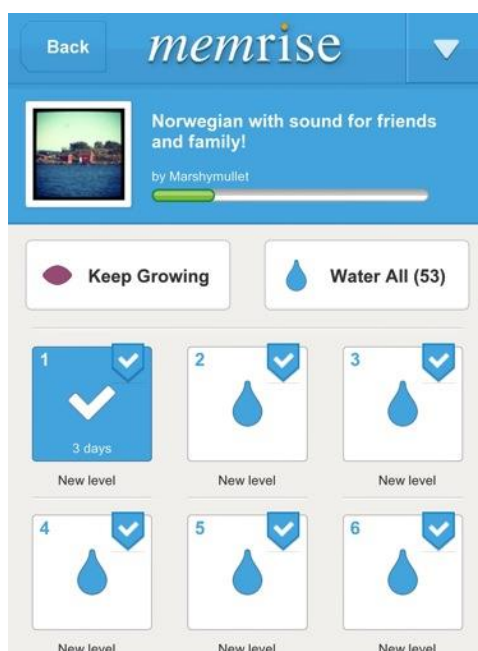 Back
memrise
Norwegian with sound for friends
and family!
by Marshymullet
Keep Growing
Water All (53)
1
2
3
3 days
New level
New level
New level
4
5
6
New level
New level
New level